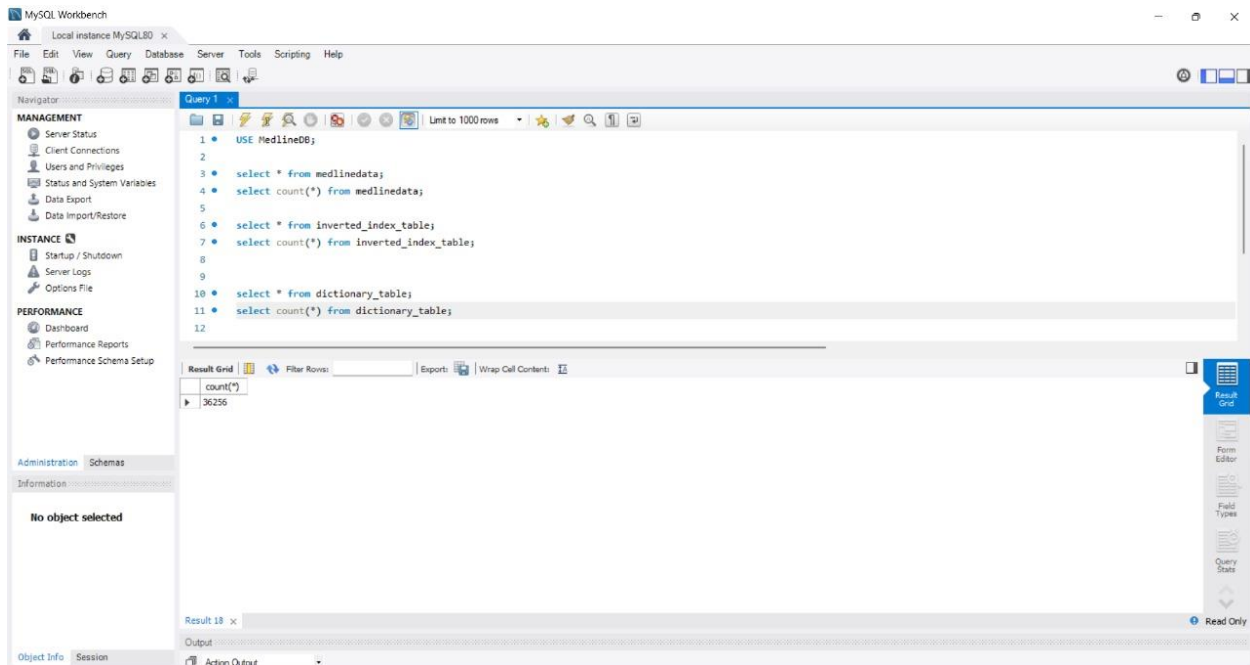 MySQL Workbench
Local instance MySQL80
File Edit View Query Database Server Tools Scripting Help
Navigator
MANAGEMENT
Server Status
Client Connections
Users and Privileges
Status and System Variables
Data Export
Data Import/Restore
INSTANCE
Startup / Shutdown
Server Logs
Options File
PERFORMANCE
Dashboard
Performance Reports
Performance Schema Setup
Administration Schemas
Information
No object selected
Object Info Session
Query 1
Limit to 1000 rows
1 USE MedlineDB;
2
3 select * from medlinedata;
4 select count(*) from medlinedata;
5
6 select * from inverted_index_table;
7 select count(*) from inverted_index_table;
8
9
10 select * from dictionary_table;
11 select count(*) from dictionary_table;
12
Result Grid Filter Rows: Export: Wrap Cell Content:
count(*)
36256
Result Grid
Form Editor
Field Types
Query Stats
Result 18
Read Only
Output
Action Output